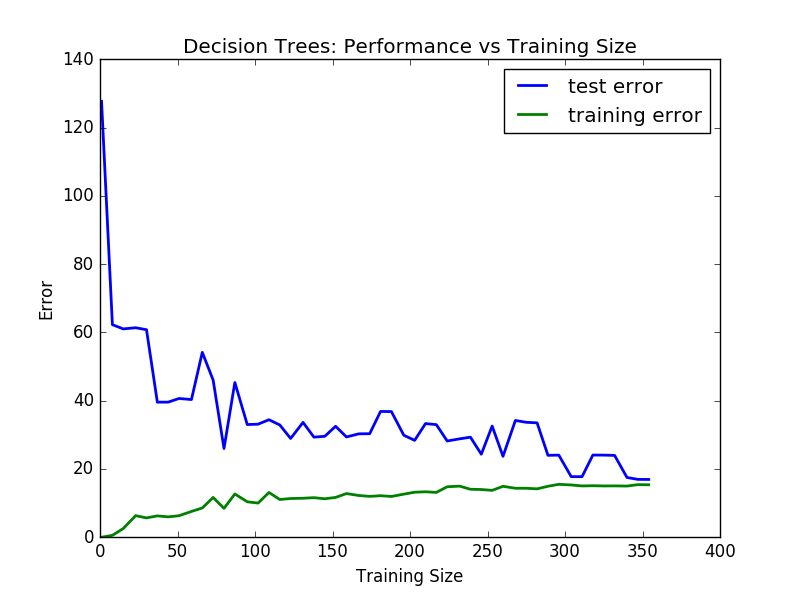 Decision Trees: Performance vs Training Size
test error
training error
140
120
100
80
60
40
20
0
Error
0 50 100 150 200 250 300 350 400
Training Size